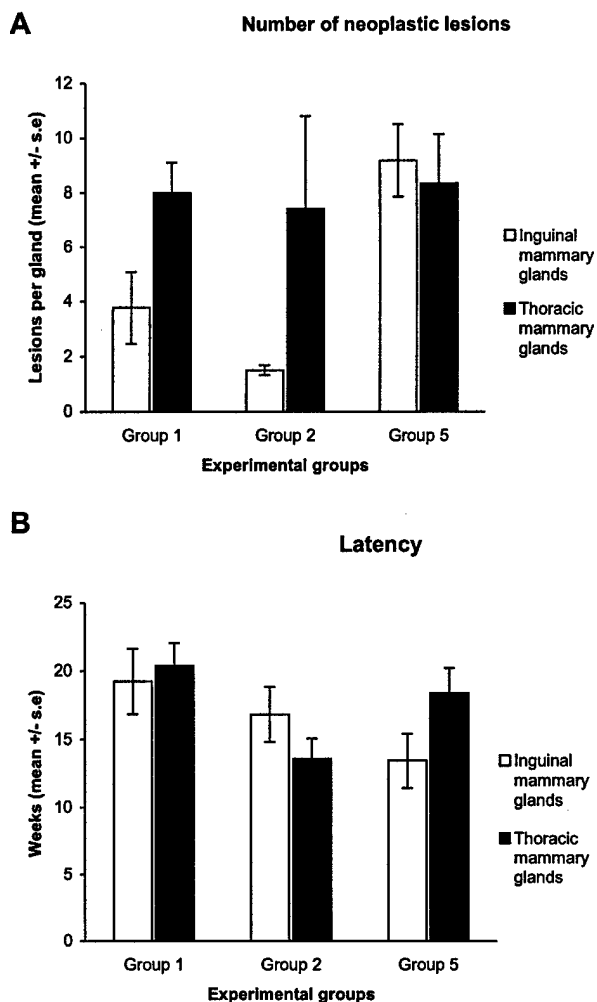 A
Number of neoplastic lesions
Lesions per gland (mean +/- s.e)
12
10
8
6
4
2
0
Inguinal
mammary
glands
Thoracic
mammary
glands
Group 1
Group 2
Group 5
Experimental groups
B
Latency
Weeks (mean +/- s.e)
25
20
15
10
5
0
Inguinal
mammary
glands
Thoracic
mammary
glands
Group 1
Group 2
Group 5
Experimental groups